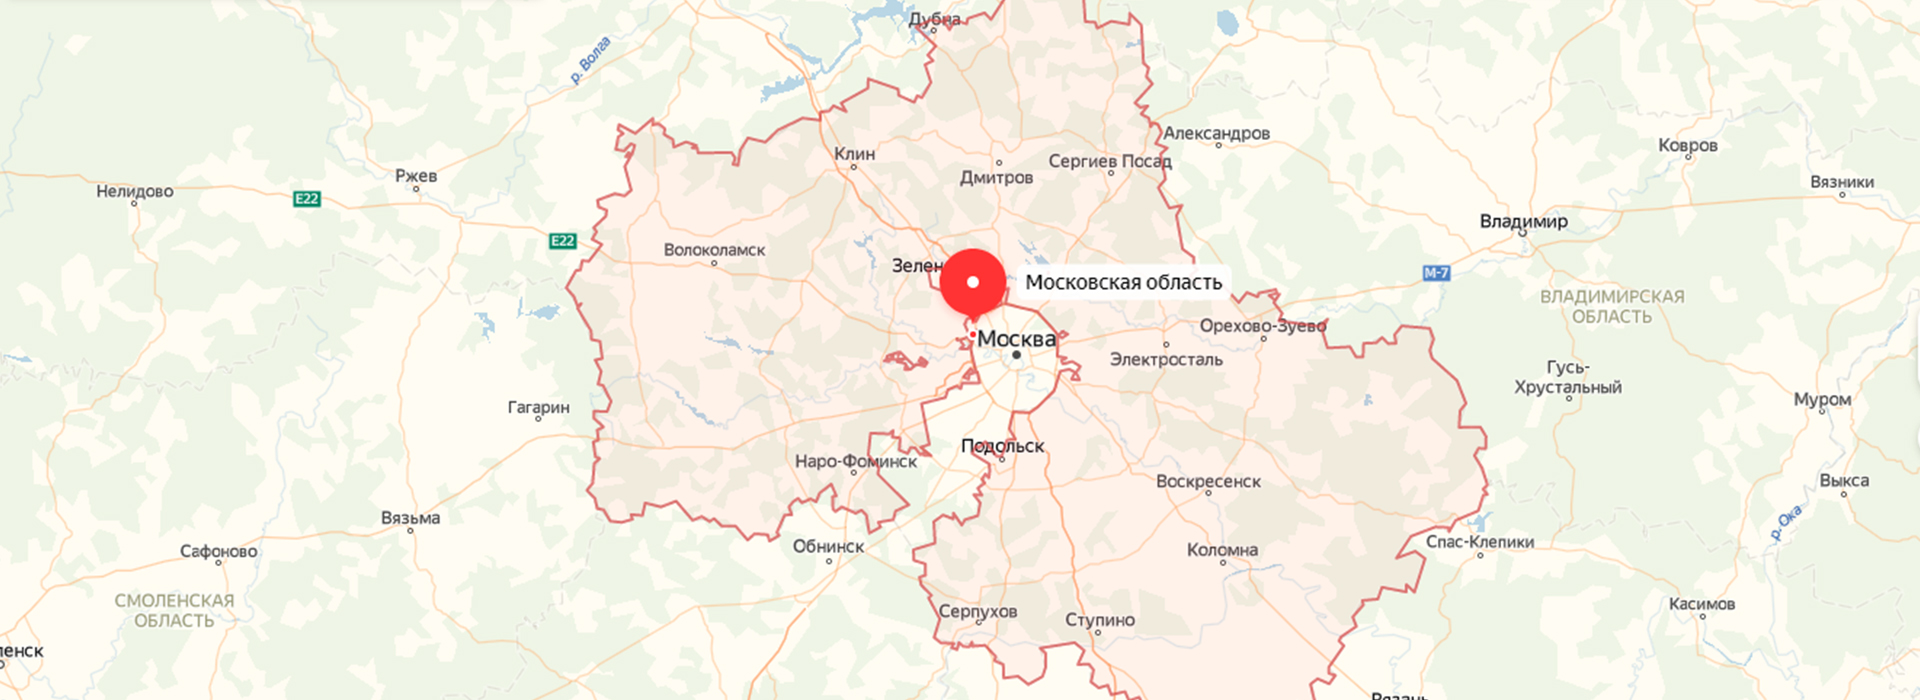 Дубна
р. Волга
Александров
Ковров
Клин
Сергиев Посад
Ржев
Дмитров
Нелидово
Вязники
E22
Владимир
E22
Волоколамск
Зелен
М-7
Московская область
ВЛАДИМИРСКАЯ
ОБЛАСТЬ
Орехово-Зуево
Москва
Электросталь
Гусь-
Хрустальный
Гагарин
Муром
Подольск
Наро-Фоминск
Воскресенск
Выкса
Вязьма
р. Ока
Сафоново
Обнинск
Коломна
Спас-Клепики
СМОЛЕНСКАЯ
ОБЛАСТЬ
Серпухов
Ступино
Касимов
ленск
Рязань